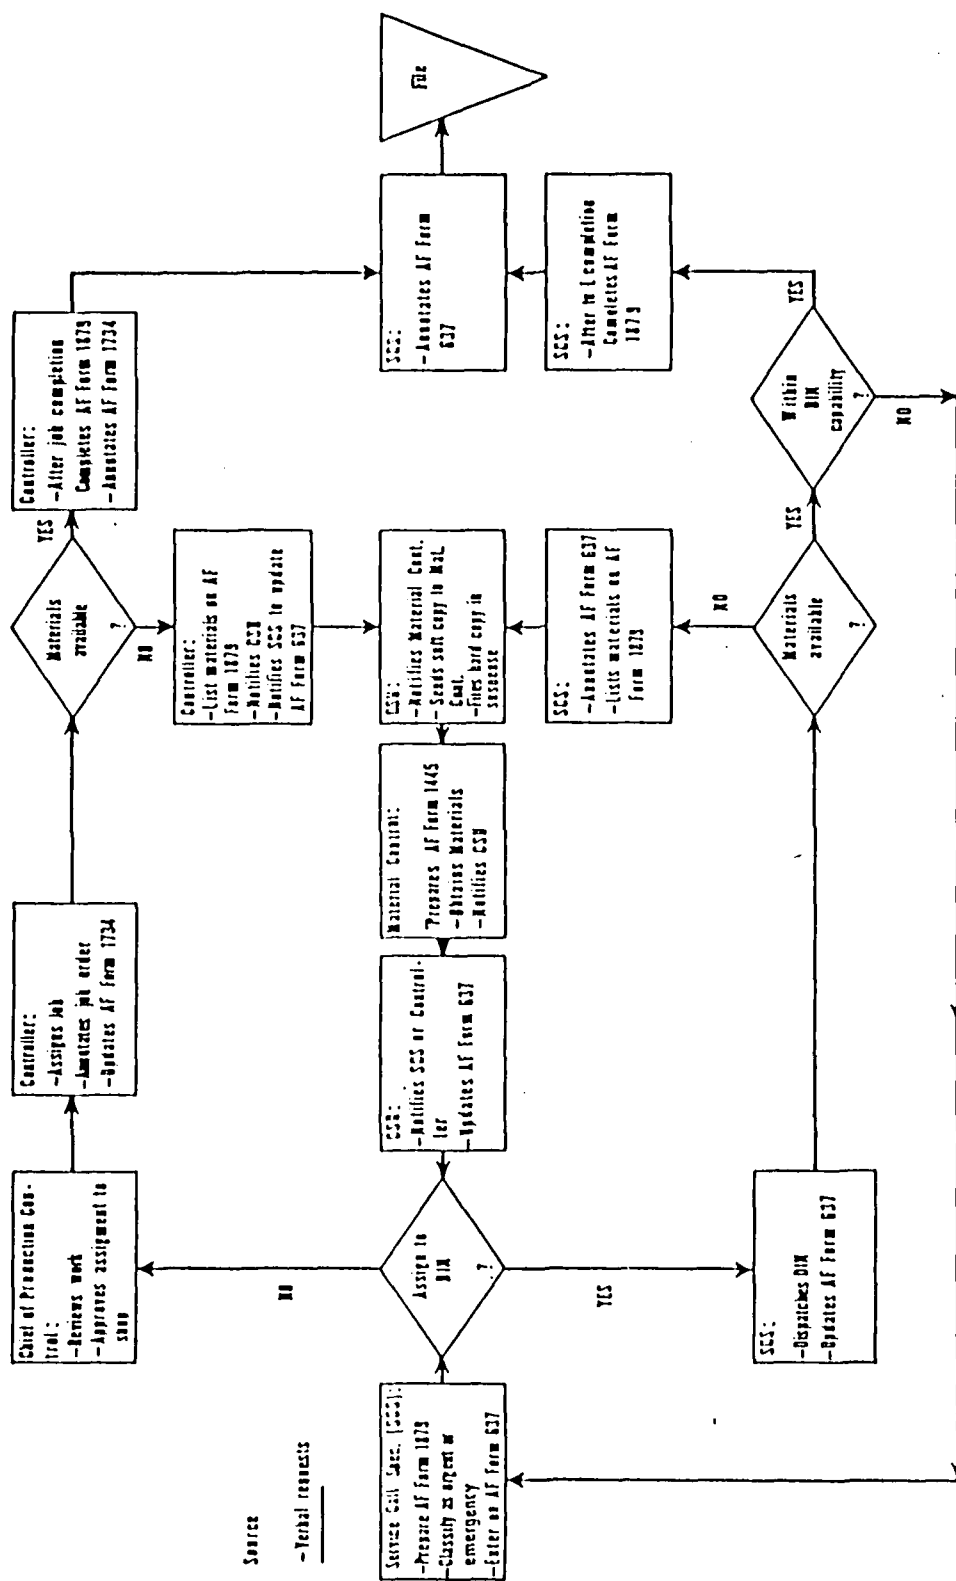 Source
-Verbal requests
Service Call Spec. (SCS):
-Prepare AF Form 1879
-Classify as urgent or
emergency
-Enter on AF Form 637
Assign to
DIX
?
NO
YES
Chief of Production Con-
trol:
-Reviews work
-Approves assignment to
shop
Controller:
-Assigns job
-Annotates job order
-Updates AF Form 1734
Materials
available
?
YES
NO
Controller:
-After job completion
Completes AF Form 1879
-Annotates AF Form 1734
Controller:
-List materials on AF
Form 1879
-Notifies CSU
-Notifies SCS to update
AF Form 637
CSU:
-Notifies Material Cont.
-Sends soft copy to Mat.
Cont.
-Files hard copy in
suspense
Material Control:
Prepares AF Form 1445
-Obtains Materials
-Notifies CSU
CSU:
-Notifies SCS or Control-
ler
-Updates AF Form 637
SCS:
-Dispatches DIX
-Updates AF Form 637
Materials
available
?
NO
YES
SCS:
-Annotates AF Form 637
-Lists materials on AF
Form 1879
Within
DIX
capability
?
YES
NO
SCS:
-After completion
Completes AF Form
1879
SCS:
-Annotates AF Form
637
File